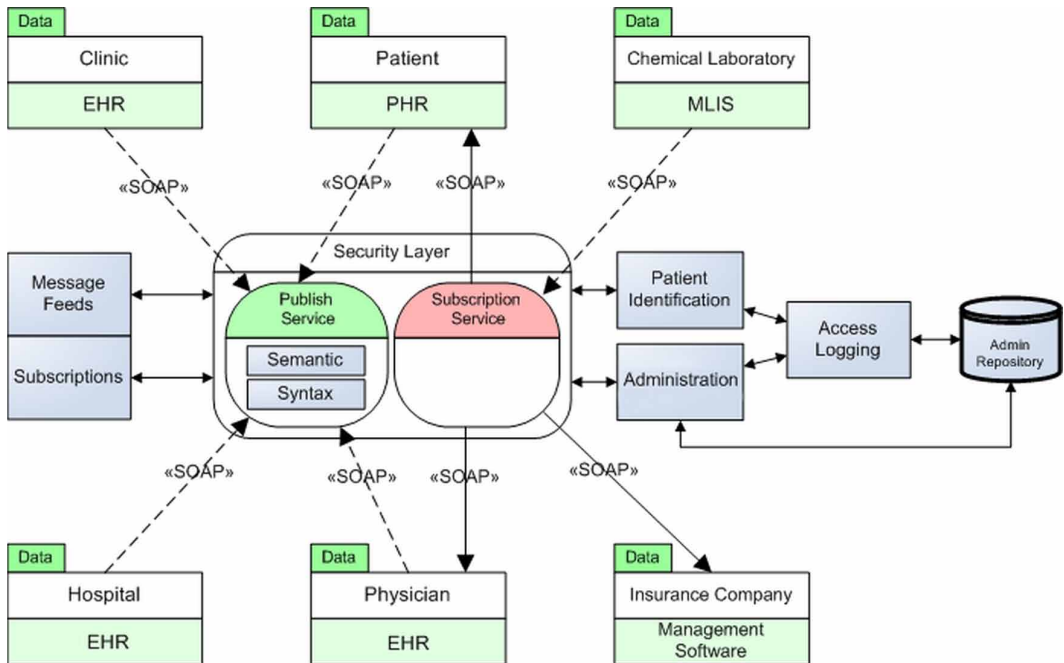 Data
Data
Data
Clinic
Patient
Chemical Laboratory
EHR
PHR
MLIS
«SOAP»
«SOAP»
«SOAP»
«SOAP»
Security Layer
Message
Feeds
Subscriptions
Publish
Service
Semantic
Syntax
Subscription
Service
Patient
Identification
Administration
Access
Logging
Admin
Repository
«SOAP»
«SOAP»
«SOAP»
«SOAP»
Data
Data
Data
Hospital
Physician
Insurance Company
EHR
EHR
Management
Software